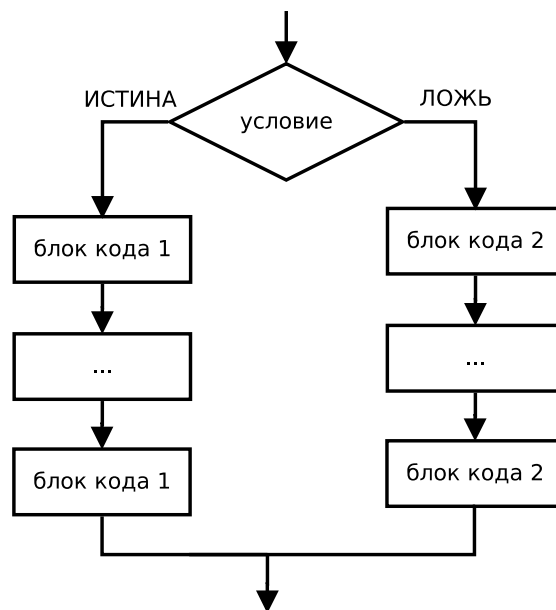 ИСТИНА
ЛОЖЬ
условие
блок кода 1
блок кода 2
...
...
блок кода 1
блок кода 2